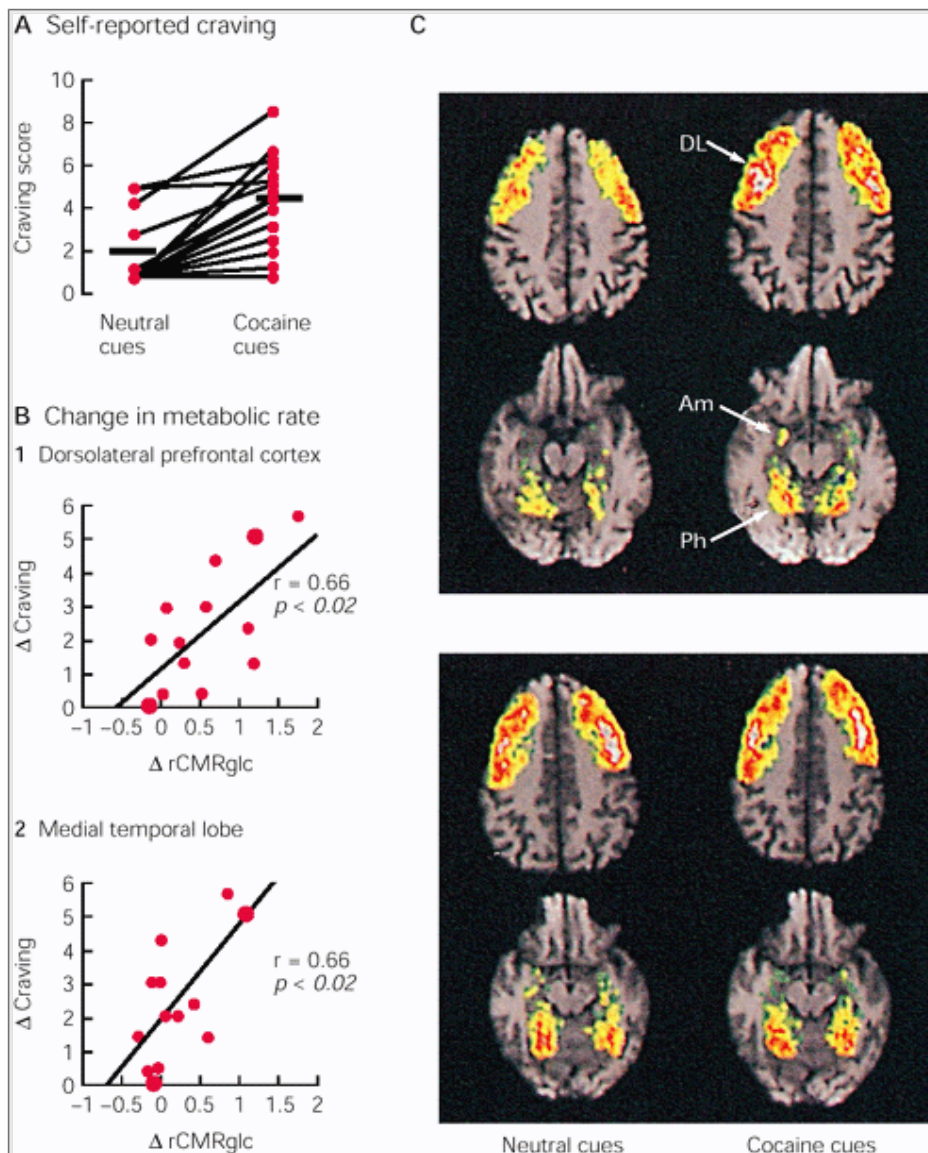 A Self-reported craving
10
8
6
4
2
0
Craving score
Neutral
cues
Cocaine
cues
B Change in metabolic rate
1 Dorsolateral prefrontal cortex
6
5
4
3
2
1
0
Δ Craving
r = 0.66
p < 0.02
−1 −0.5 0 0.5 1 1.5 2
Δ rCMRglc
2 Medial temporal lobe
6
5
4
3
2
1
0
Δ Craving
r = 0.66
p < 0.02
−1 −0.5 0 0.5 1 1.5 2
Δ rCMRglc
C
DL
Am
Ph
Neutral cues Cocaine cues